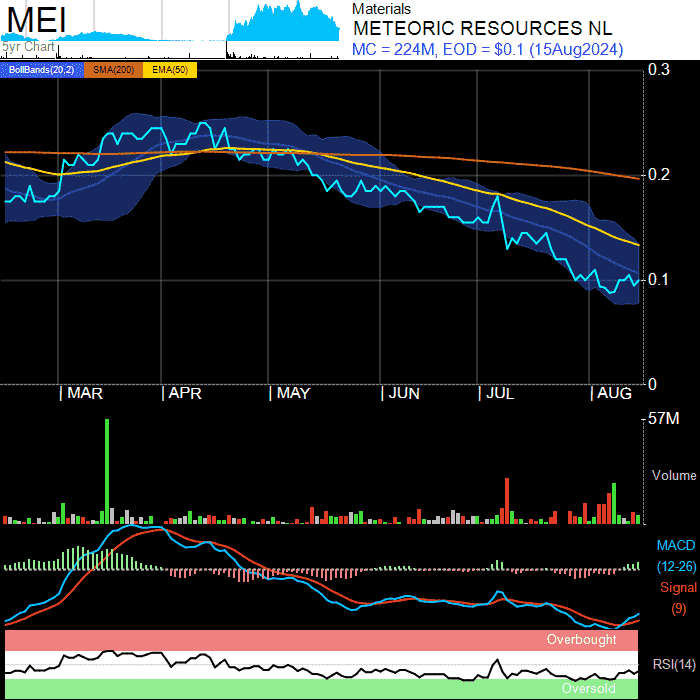 MEI
5yr Chart
Materials
METEORIC RESOURCES NL
MC = 224M, EOD = $0.1 (15Aug2024)
BollBands(20,2) SMA(200) EMA(50)
0.3
0.2
0.1
0
MAR APR MAY JUN JUL AUG
57M
Volume
MACD
(12-26)
Signal
(9)
Overbought
RSI(14)
Oversold